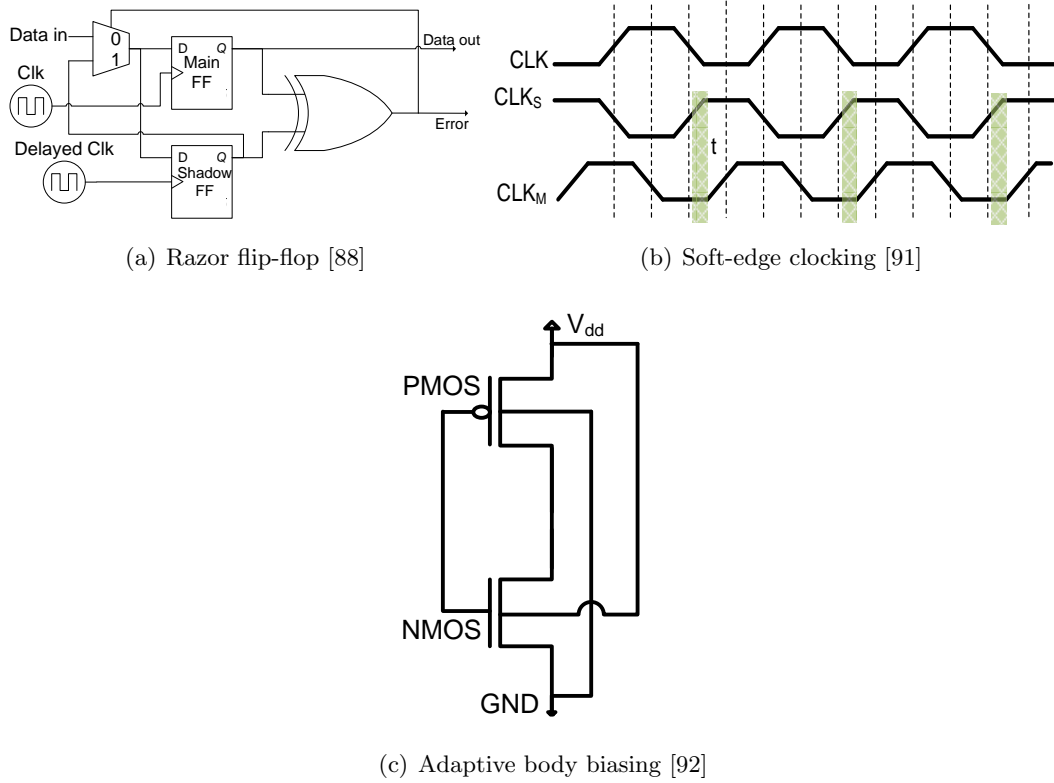 Data in
0
1
D Q
Main
FF
Data out
Clk
Error
Delayed Clk
D Q
Shadow
FF
(a) Razor flip-flop [88]
CLK
CLKS
t
CLKM
(b) Soft-edge clocking [91]
Vdd
PMOS
NMOS
GND
(c) Adaptive body biasing [92]